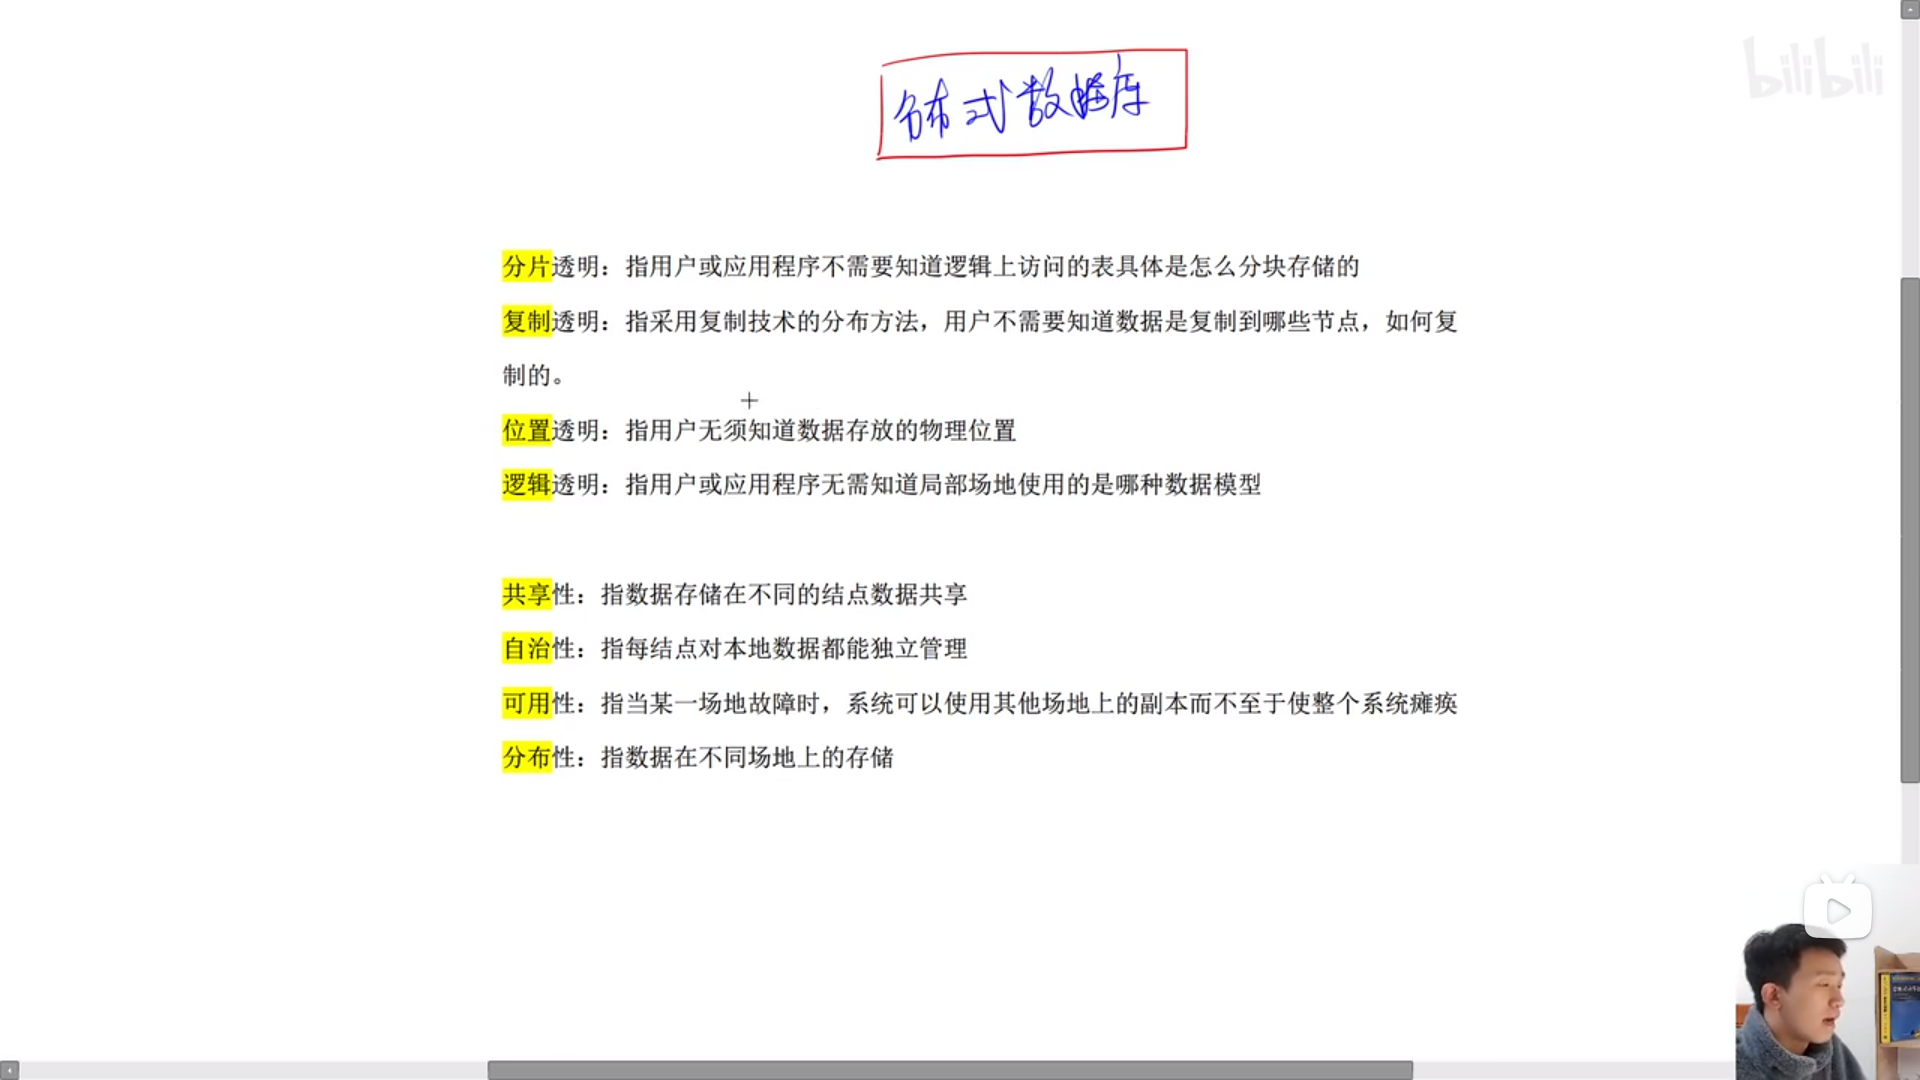 bilibili
分布式数据库
分片透明：指用户或应用程序不需要知道逻辑上访问的表具体是怎么分块存储的
复制透明：指采用复制技术的分布方法，用户不需要知道数据是复制到哪些节点，如何复
制的。
位置透明：指用户无须知道数据存放的物理位置
逻辑透明：指用户或应用程序无需知道局部场地使用的是哪种数据模型
共享性：指数据存储在不同的结点数据共享
自治性：指每结点对本地数据都能独立管理
可用性：指当某一场地故障时，系统可以使用其他场地上的副本而不至于使整个系统瘫痪
分布性：指数据在不同场地上的存储